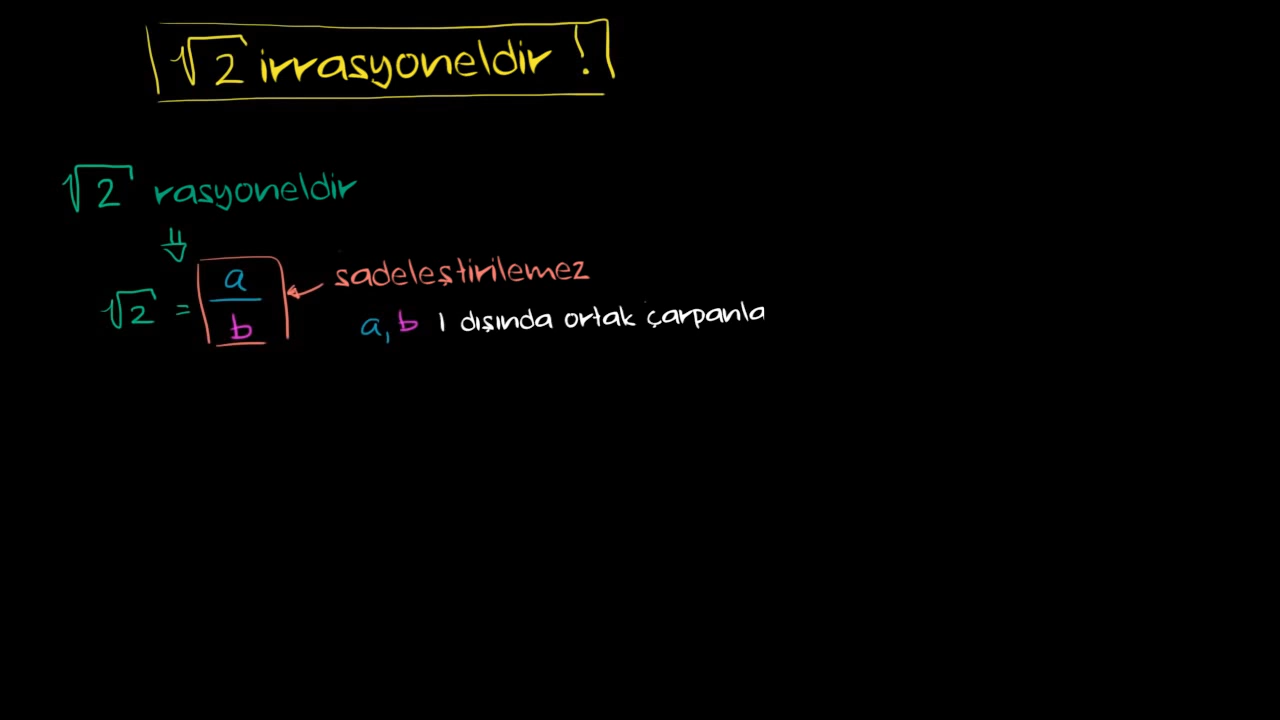 √2 irrasyoneldir !
√2 rasyoneldir
⇓
√2 = a/b ← sadeleştirilemez
a, b 1 dışında ortak çarpanla